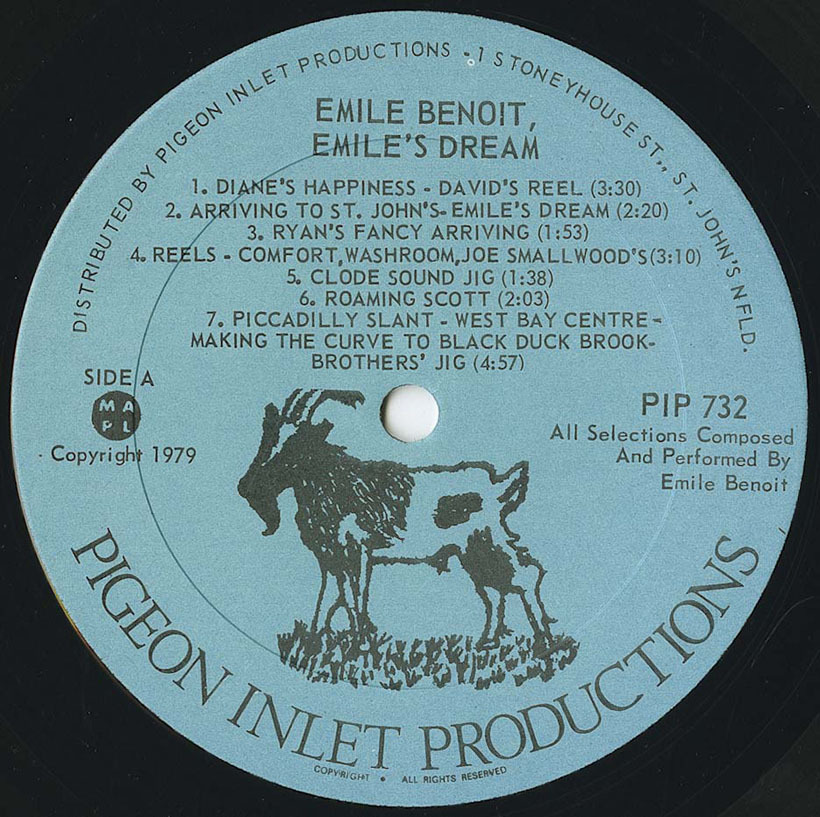 DISTRIBUTED BY PIGEON INLET PRODUCTIONS - 1 STONEYHOUSE ST., ST. JOHN'S NFLD.
EMILE BENOIT,
EMILE'S DREAM
1. DIANE'S HAPPINESS - DAVID'S REEL (3:30)
2. ARRIVING TO ST. JOHN'S-EMILE'S DREAM (2:20)
3. RYAN'S FANCY ARRIVING (1:53)
4. REELS - COMFORT,WASHROOM,JOE SMALLWOOD'S(3:10)
5. CLODE SOUND JIG (1:38)
6. ROAMING SCOTT (2:03)
7. PICCADILLY SLANT - WEST BAY CENTRE-
MAKING THE CURVE TO BLACK DUCK BROOK-
BROTHERS' JIG (4:57)
SIDE A
MA
PL
Copyright 1979
PIP 732
All Selections Composed
And Performed By
Emile Benoit
PIGEON INLET PRODUCTIONS
COPYRIGHT • ALL RIGHTS RESERVED